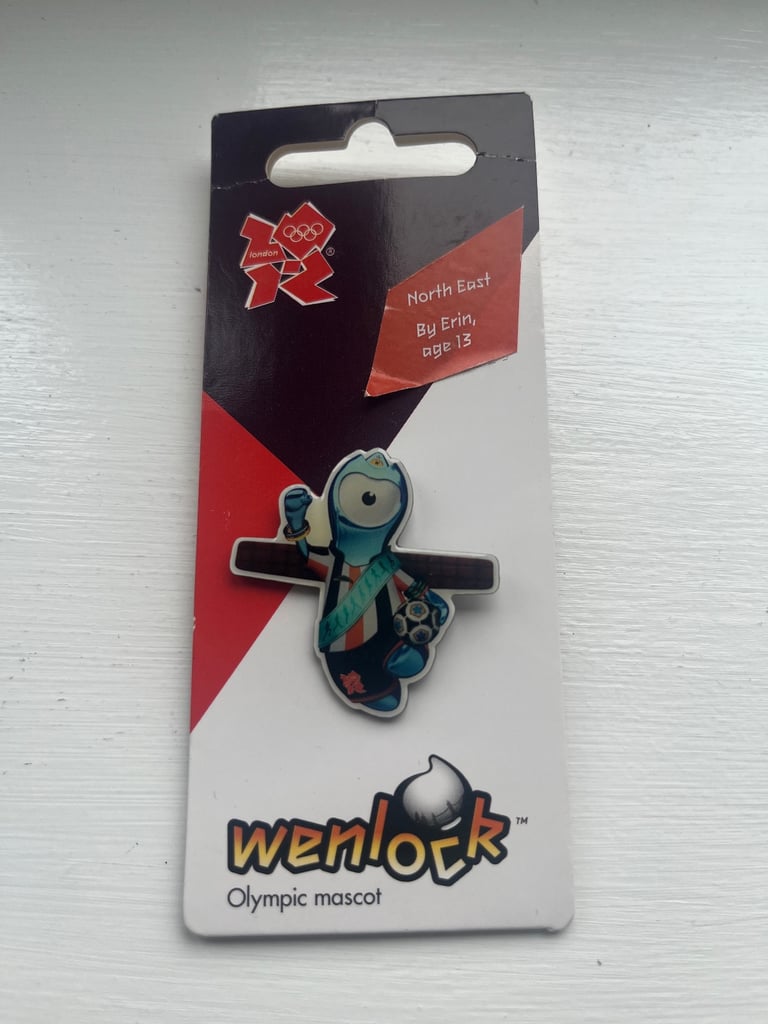 london
®
North East
By Erin,
age 13
wenlock™
Olympic mascot